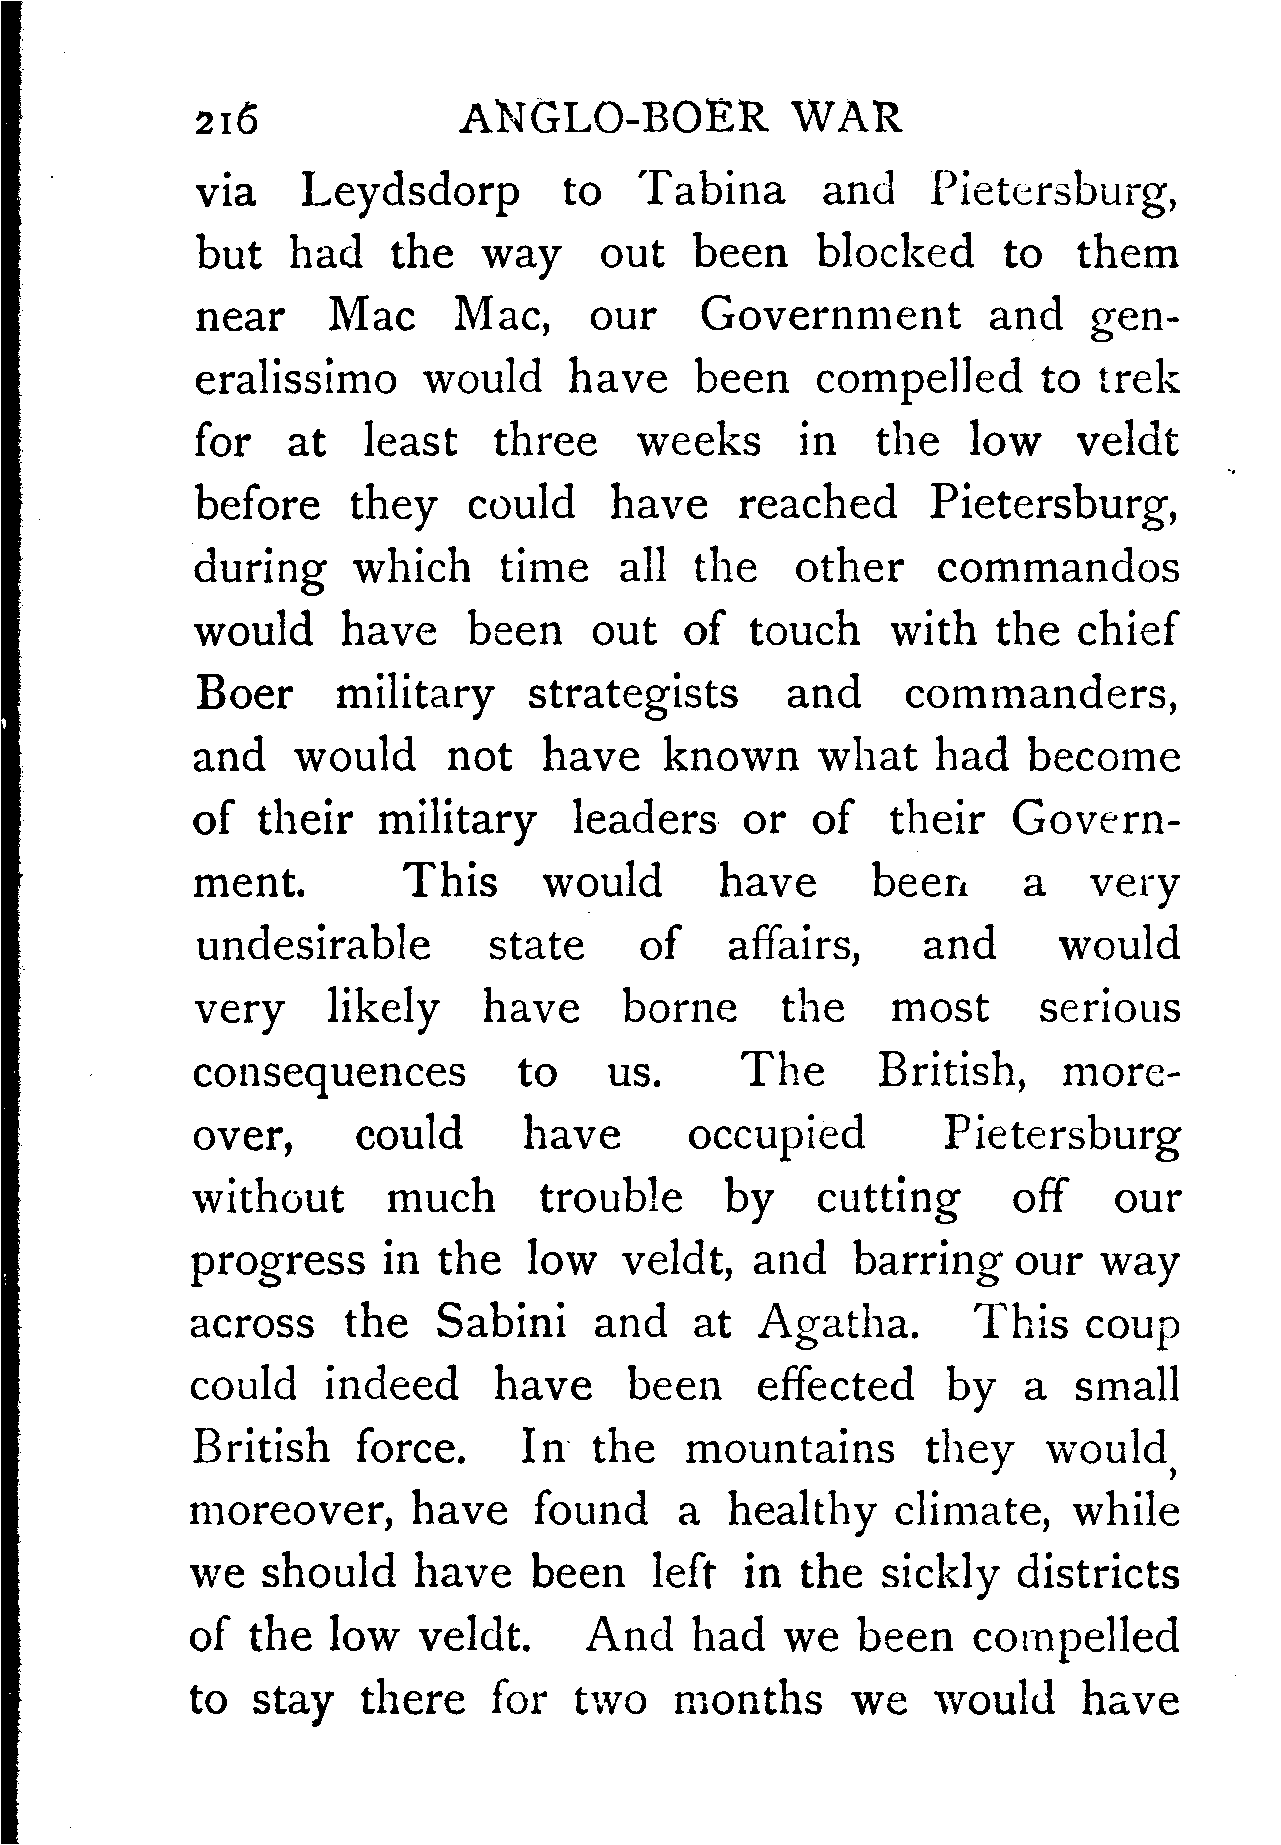 216 ANGLO-BOER WAR
via Leydsdorp to Tabina and Pietersburg,
but had the way out been blocked to them
near Mac Mac, our Government and gen-
eralissimo would have been compelled to trek
for at least three weeks in the low veldt
before they could have reached Pietersburg,
during which time all the other commandos
would have been out of touch with the chief
Boer military strategists and commanders,
and would not have known what had become
of their military leaders or of their Govern-
ment. This would have been a very
undesirable state of affairs, and would
very likely have borne the most serious
consequences to us. The British, more-
over, could have occupied Pietersburg
without much trouble by cutting off our
progress in the low veldt, and barring our way
across the Sabini and at Agatha. This coup
could indeed have been effected by a small
British force. In the mountains they would,
moreover, have found a healthy climate, while
we should have been left in the sickly districts
of the low veldt. And had we been compelled
to stay there for two months we would have